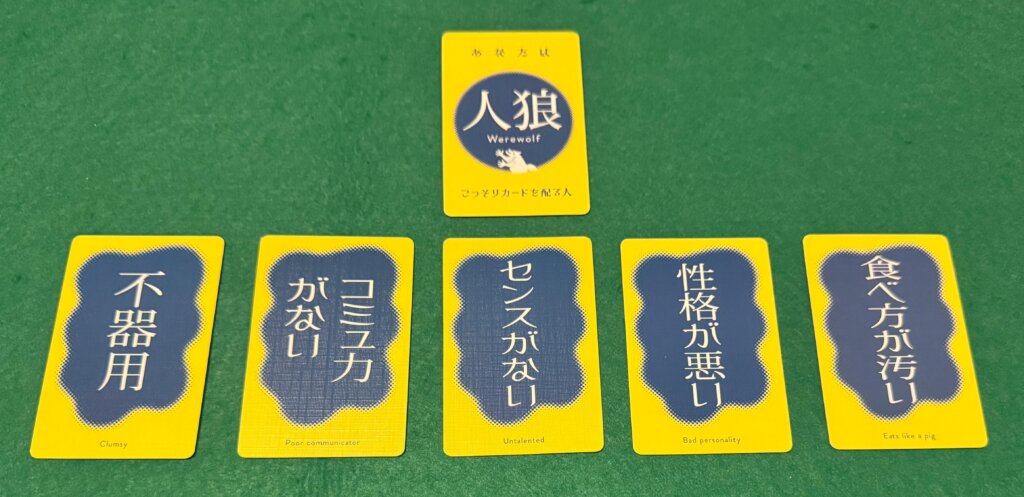 あなたは
人狼
Werewolf
こっそりカードを配る人
不器用
Clumsy
コミュ力
がない
Poor communicator
センスがない
Untalented
性格が悪い
Bad personality
食べ方が汚い
Eats like a pig